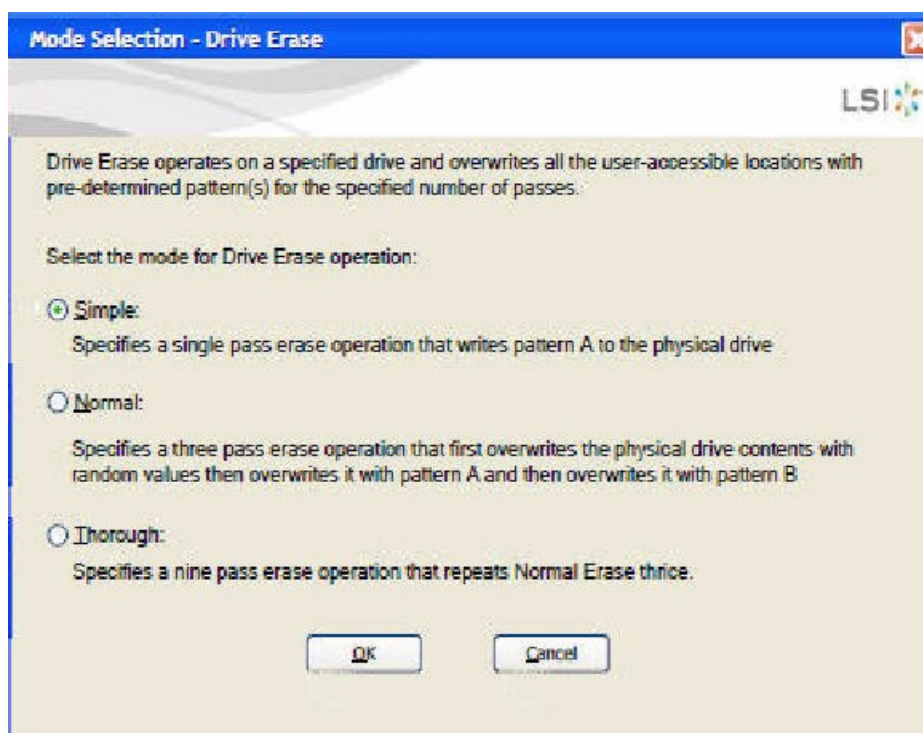 Mode Selection - Drive Erase
LSI
Drive Erase operates on a specified drive and overwrites all the user-accessible locations with
pre-determined pattern(s) for the specified number of passes.
Select the mode for Drive Erase operation:
Simple:
Specifies a single pass erase operation that writes pattern A to the physical drive
Normal:
Specifies a three pass erase operation that first overwrites the physical drive contents with
random values then overwrites it with pattern A and then overwrites it with pattern B
Thorough:
Specifies a nine pass erase operation that repeats Normal Erase thrice.
OK
Cancel